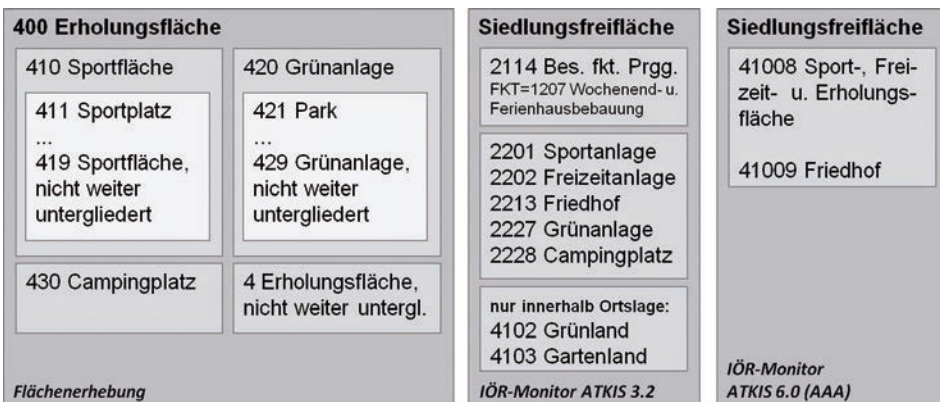 400 Erholungsfläche
410 Sportfläche
411 Sportplatz
...
419 Sportfläche,
nicht weiter
untergliedert
420 Grünanlage
421 Park
...
429 Grünanlage,
nicht weiter
untergliedert
430 Campingplatz
4 Erholungsfläche,
nicht weiter untergl.
Flächenerhebung
Siedlungsfreifläche
2114 Bes. fkt. Prgg.
FKT=1207 Wochenend- u.
Ferienhausbebauung
2201 Sportanlage
2202 Freizeitanlage
2213 Friedhof
2227 Grünanlage
2228 Campingplatz
nur innerhalb Ortslage:
4102 Grünland
4103 Gartenland
IÖR-Monitor ATKIS 3.2
Siedlungsfreifläche
41008 Sport-, Frei-
zeit- u. Erholungs-
fläche
41009 Friedhof
IÖR-Monitor
ATKIS 6.0 (AAA)